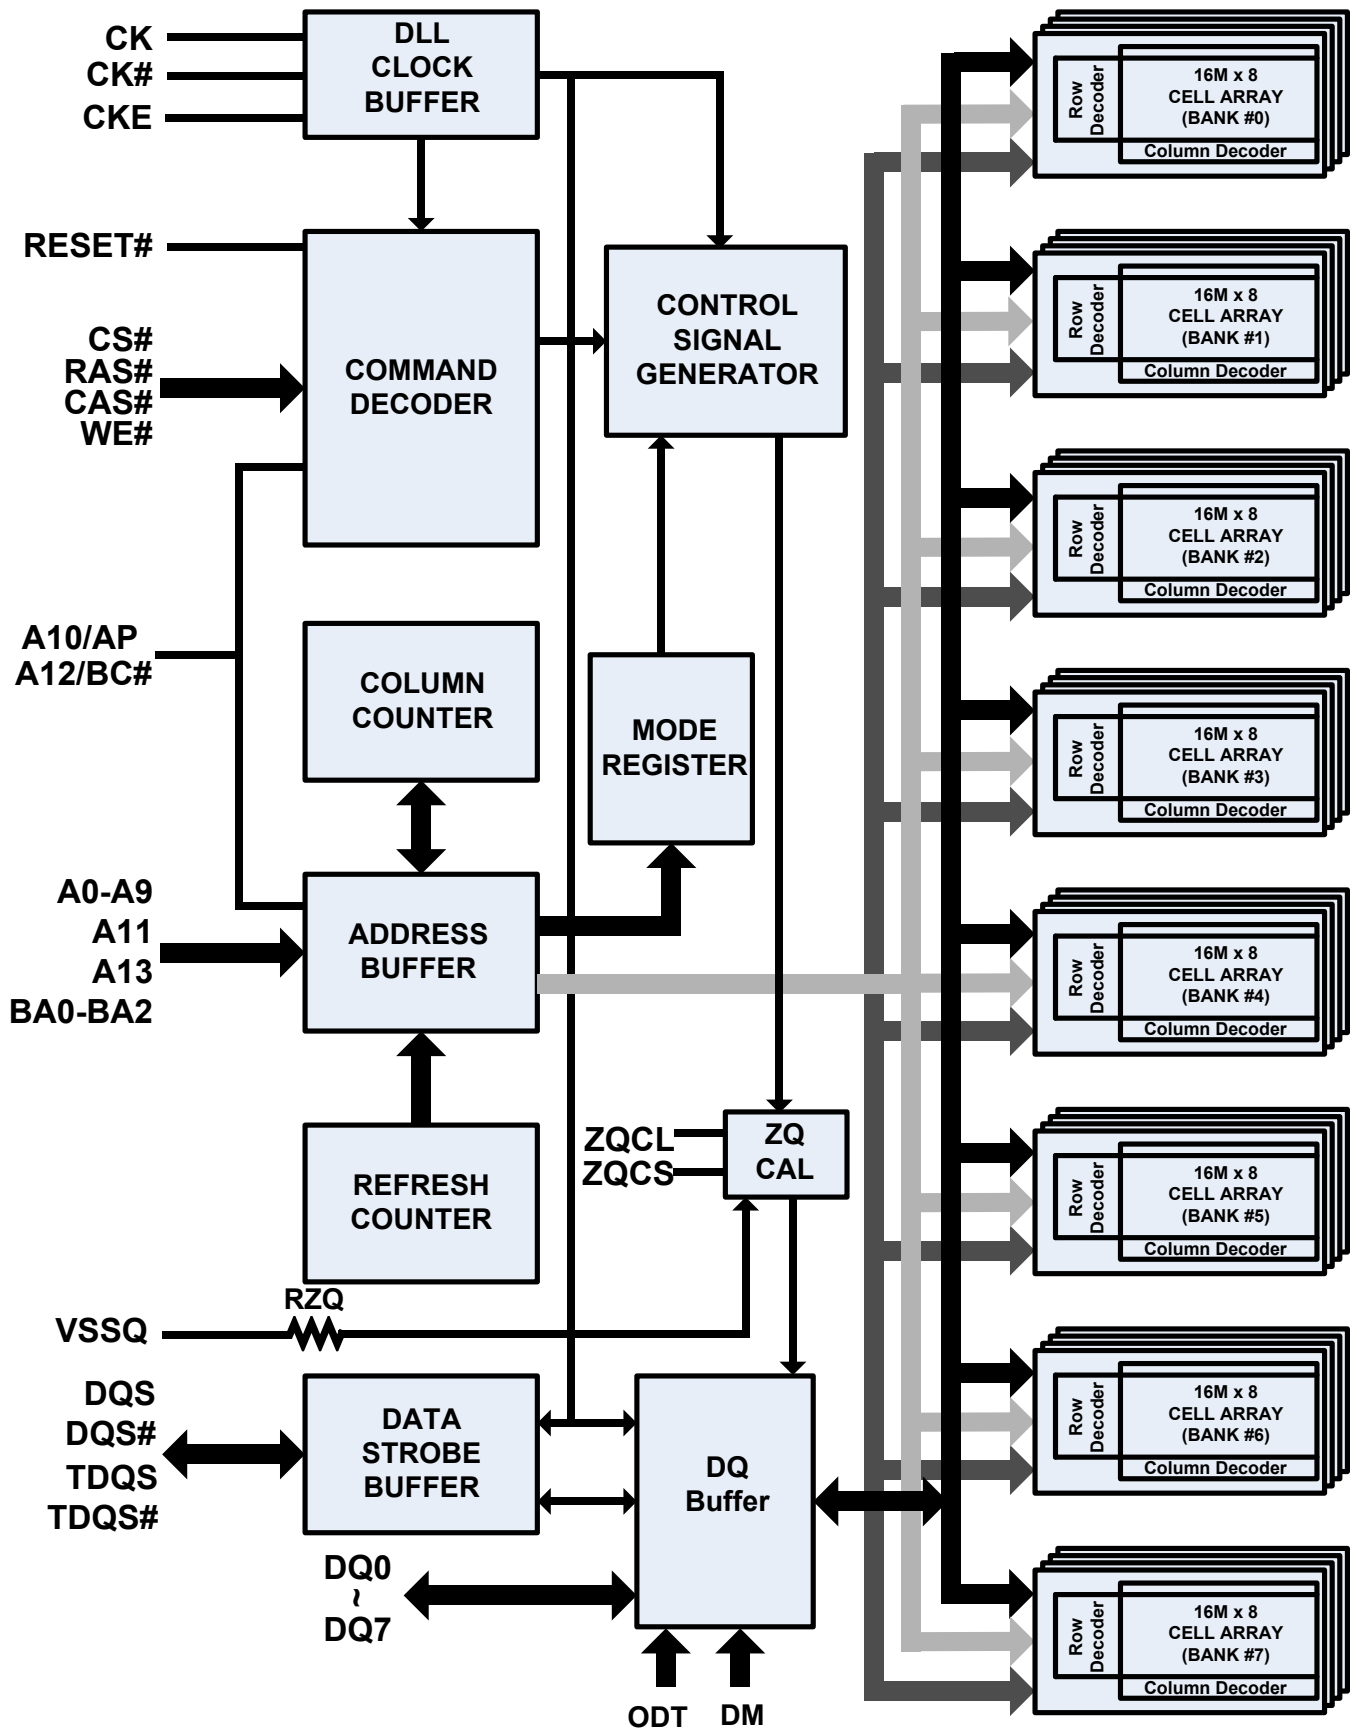 CK
CK#
CKE
DLL
CLOCK
BUFFER
RESET#
CS#
RAS#
CAS#
WE#
COMMAND
DECODER
CONTROL
SIGNAL
GENERATOR
A10/AP
A12/BC#
COLUMN
COUNTER
MODE
REGISTER
A0-A9
A11
A13
BA0-BA2
ADDRESS
BUFFER
REFRESH
COUNTER
ZQCL
ZQCS
ZQ
CAL
RZQ
VSSQ
DQS
DQS#
TDQS
TDQS#
DATA
STROBE
BUFFER
DQ
Buffer
DQ0
~
DQ7
ODT
DM
Row
Decoder
16M x 8
CELL ARRAY
(BANK #0)
Column Decoder
Row
Decoder
16M x 8
CELL ARRAY
(BANK #1)
Column Decoder
Row
Decoder
16M x 8
CELL ARRAY
(BANK #2)
Column Decoder
Row
Decoder
16M x 8
CELL ARRAY
(BANK #3)
Column Decoder
Row
Decoder
16M x 8
CELL ARRAY
(BANK #4)
Column Decoder
Row
Decoder
16M x 8
CELL ARRAY
(BANK #5)
Column Decoder
Row
Decoder
16M x 8
CELL ARRAY
(BANK #6)
Column Decoder
Row
Decoder
16M x 8
CELL ARRAY
(BANK #7)
Column Decoder